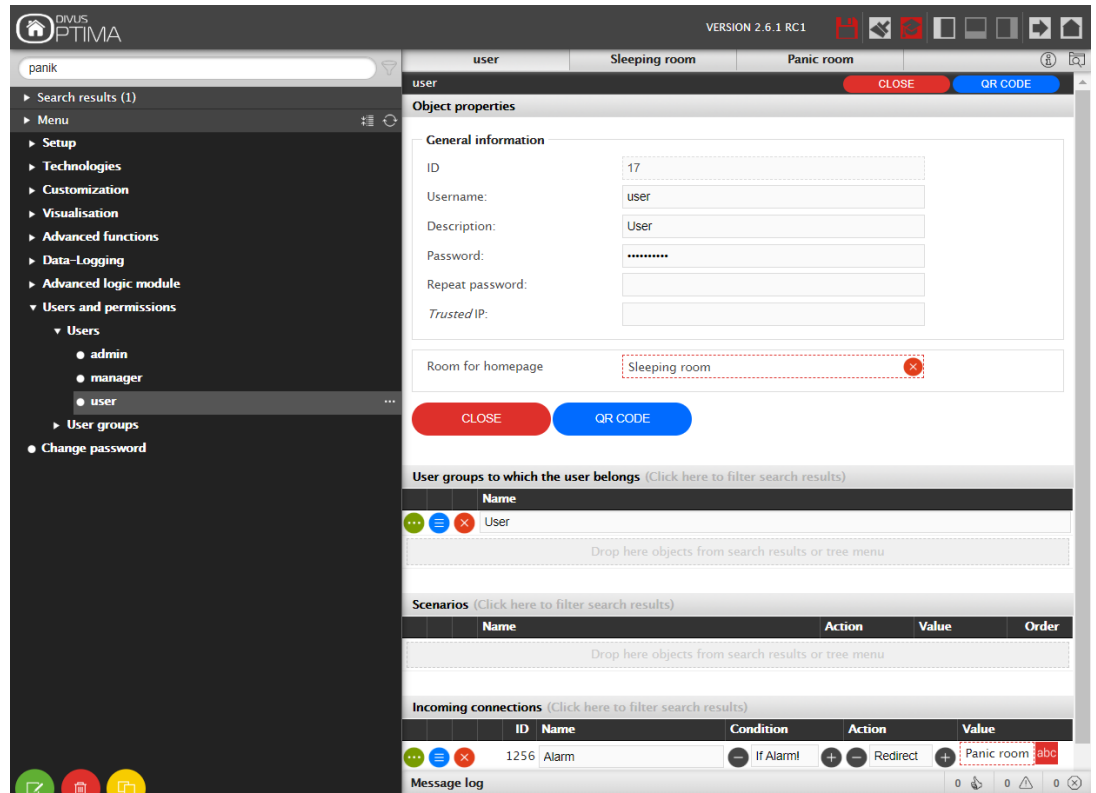 DIVUS
OPTIMA
VERSION 2.6.1 RC1
panik
Search results (1)
Menu
Setup
Technologies
Customization
Visualisation
Advanced functions
Data-Logging
Advanced logic module
Users and permissions
Users
admin
manager
user ...
User groups
Change password
user Sleeping room Panic room
user CLOSE QR CODE
Object properties
General information
ID 17
Username: user
Description: User
Password: ••••••••••
Repeat password:
Trusted IP:
Room for homepage Sleeping room
CLOSE QR CODE
User groups to which the user belongs (Click here to filter search results)
Name
User
Drop here objects from search results or tree menu
Scenarios (Click here to filter search results)
Name Action Value Order
Drop here objects from search results or tree menu
Incoming connections (Click here to filter search results)
ID Name Condition Action Value
1256 Alarm If Alarm! Redirect Panic room abc
Message log 0 0 0